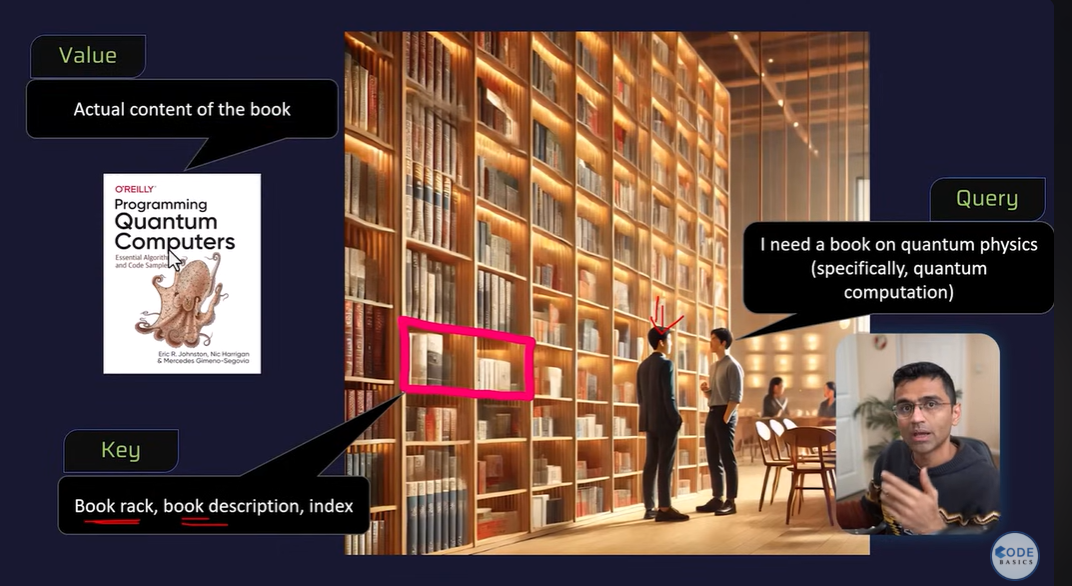 Value
Actual content of the book
O'REILLY
Programming
Quantum
Computers
Essential Algorith
and Code Sample
Eric R. Johnston, Nic Harrigan
& Mercedes Gimeno-Segovia
Query
I need a book on quantum physics
(specifically, quantum
computation)
Key
Book rack, book description, index
CODE
BASICS